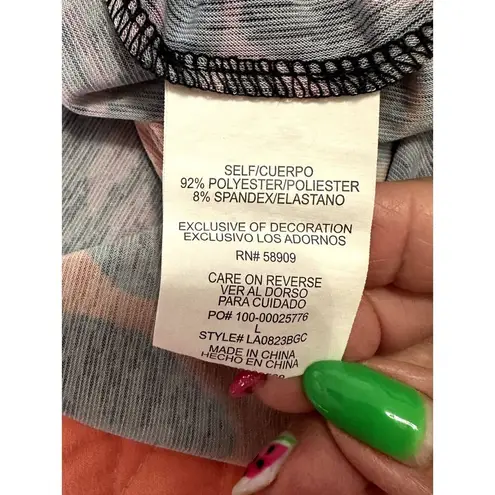 SELF/CUERPO
92% POLYESTER/POLIESTER
8% SPANDEX/ELASTANO
EXCLUSIVE OF DECORATION
EXCLUSIVO LOS ADORNOS
RN# 58909
CARE ON REVERSE
VER AL DORSO
PARA CUIDADO
PO# 100-00025776
L
STYLE# LA0823BGC
MADE IN CHINA
HECHO EN CHINA